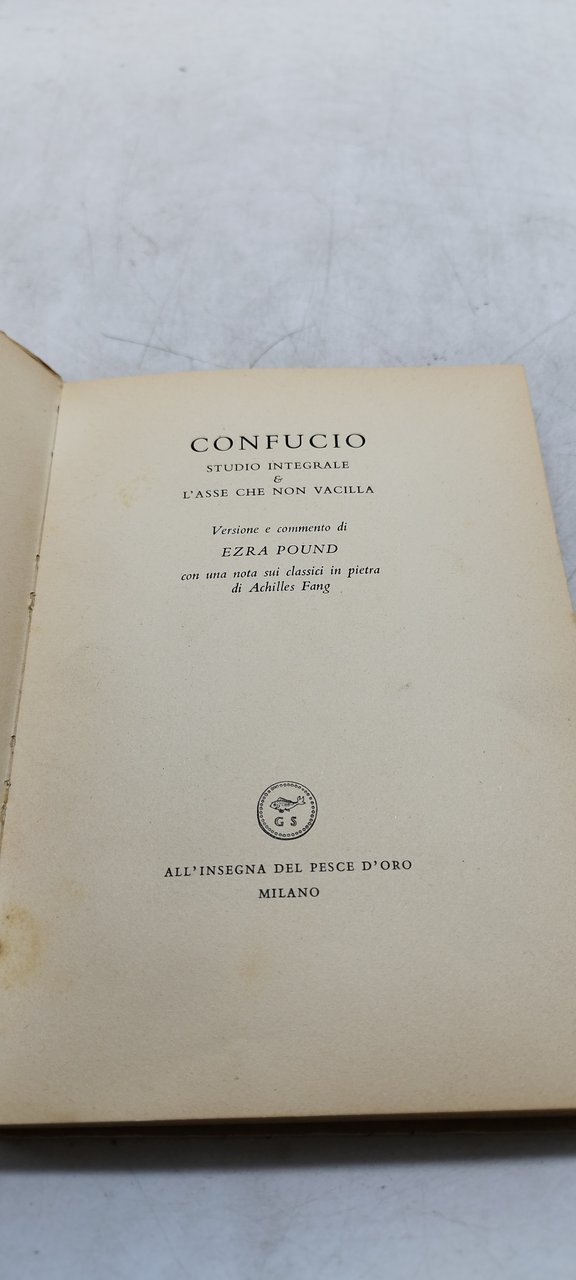 CONFUCIO
STUDIO INTEGRALE
&
L'ASSE CHE NON VACILLA
Versione e commento di
EZRA POUND
con una nota sui classici in pietra
di Achilles Fang
G S
ALL'INSEGNA DEL PESCE D'ORO
MILANO